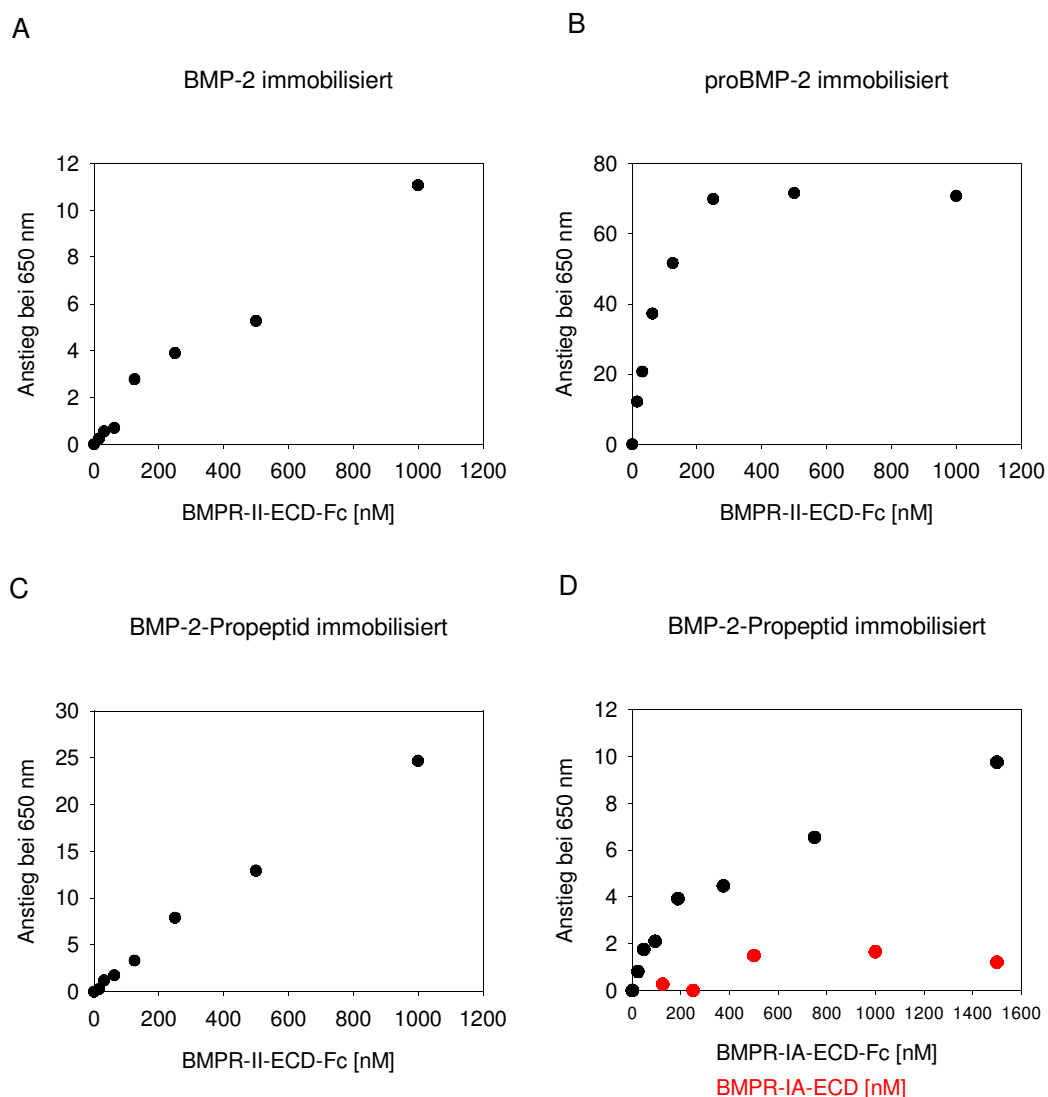 A
BMP-2 immobilisiert
Anstieg bei 650 nm
12
10
8
6
4
2
0
0 200 400 600 800 1000 1200
BMPR-II-ECD-Fc [nM]
B
proBMP-2 immobilisiert
Anstieg bei 650 nm
80
60
40
20
0
0 200 400 600 800 1000 1200
BMPR-II-ECD-Fc [nM]
C
BMP-2-Propeptid immobilisiert
Anstieg bei 650 nm
30
25
20
15
10
5
0
0 200 400 600 800 1000 1200
BMPR-II-ECD-Fc [nM]
D
BMP-2-Propeptid immobilisiert
Anstieg bei 650 nm
12
10
8
6
4
2
0
0 200 400 600 800 1000 1200 1400 1600
BMPR-IA-ECD-Fc [nM]
BMPR-IA-ECD [nM]